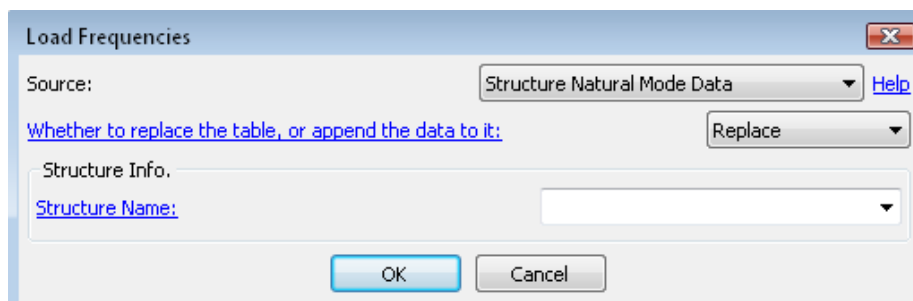 Load Frequencies
Source: Structure Natural Mode Data Help
Whether to replace the table, or append the data to it: Replace
Structure Info.
Structure Name:
OK Cancel